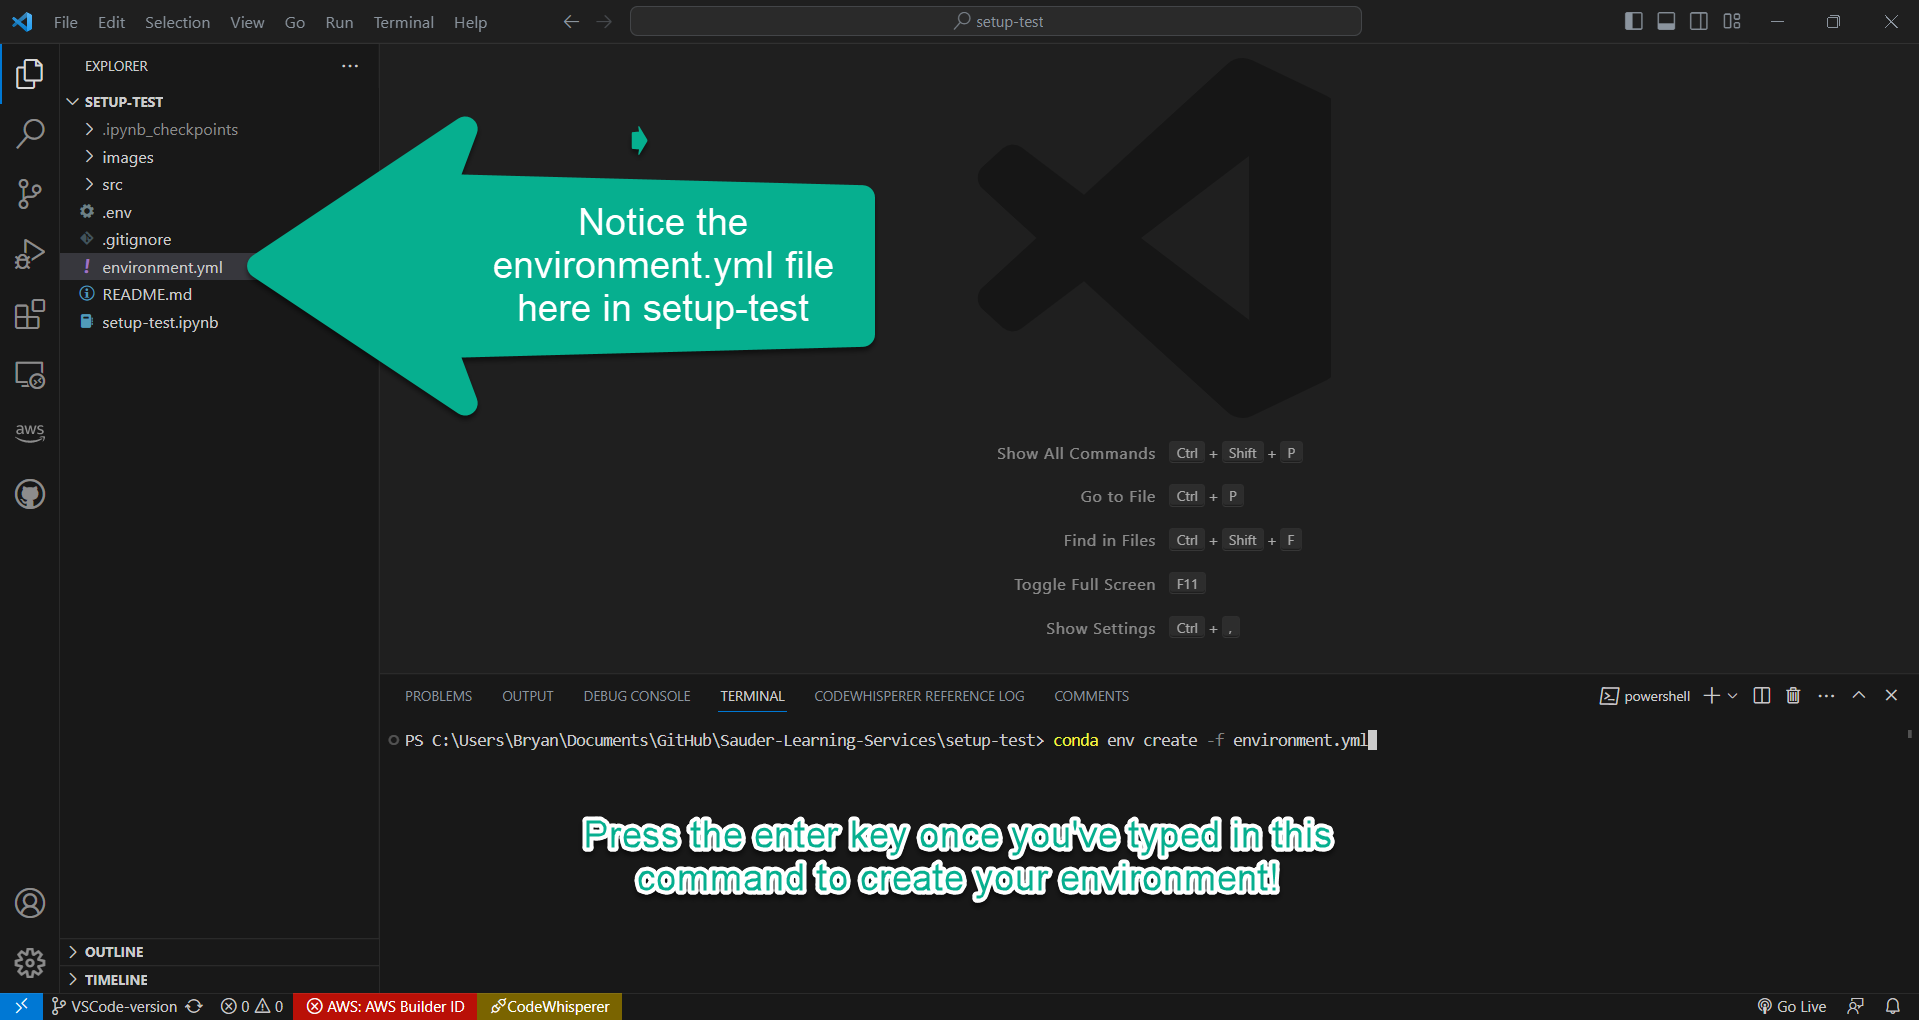 File Edit Selection View Go Run Terminal Help
setup-test
EXPLORER
SETUP-TEST
.ipynb_checkpoints
images
src
.env
.gitignore
! environment.yml
README.md
setup-test.ipynb
aws
Notice the
environment.yml file
here in setup-test
Show All Commands Ctrl + Shift + P
Go to File Ctrl + P
Find in Files Ctrl + Shift + F
Toggle Full Screen F11
Show Settings Ctrl + ,
PROBLEMS OUTPUT DEBUG CONSOLE TERMINAL CODEWHISPERER REFERENCE LOG COMMENTS
powershell
PS C:\Users\Bryan\Documents\GitHub\Sauder-Learning-Services\setup-test> conda env create -f environment.yml
Press the enter key once you've typed in this
command to create your environment!
OUTLINE
TIMELINE
VSCode-version 0 0 AWS: AWS Builder ID CodeWhisperer Go Live